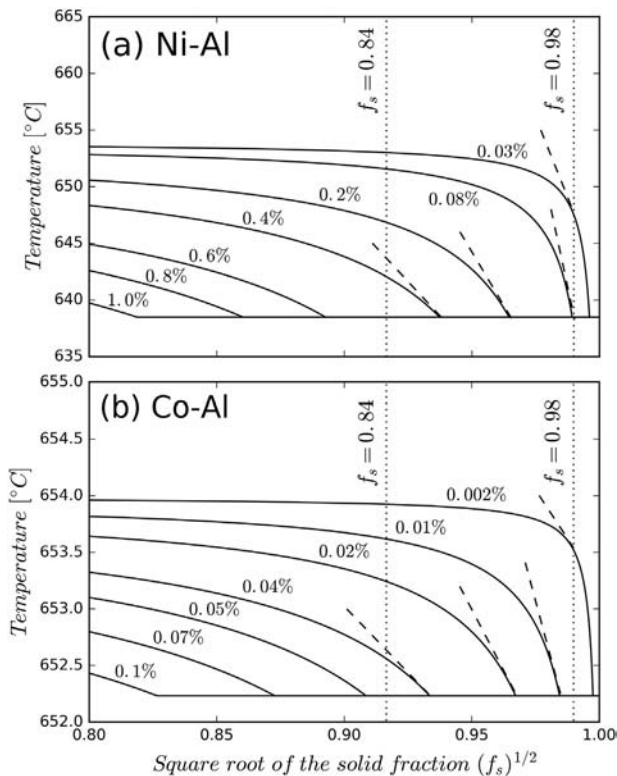 665
660
655
650
645
640
635
Temperature [°C]
(a) Ni-Al
f_s = 0.84
f_s = 0.98
0.03%
0.08%
0.2%
0.4%
0.6%
0.8%
1.0%
655.0
654.5
654.0
653.5
653.0
652.5
652.0
Temperature [°C]
(b) Co-Al
f_s = 0.84
f_s = 0.98
0.002%
0.01%
0.02%
0.04%
0.05%
0.07%
0.1%
0.80 0.85 0.90 0.95 1.00
Square root of the solid fraction (f_s)^{1/2}